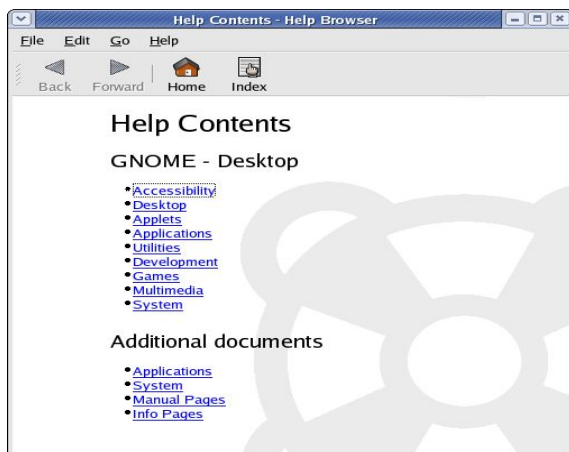 Help Contents - Help Browser
File Edit Go Help
Back Forward Home Index
Help Contents
GNOME - Desktop
Accessibility
Desktop
Applets
Applications
Utilities
Development
Games
Multimedia
System
Additional documents
Applications
System
Manual Pages
Info Pages